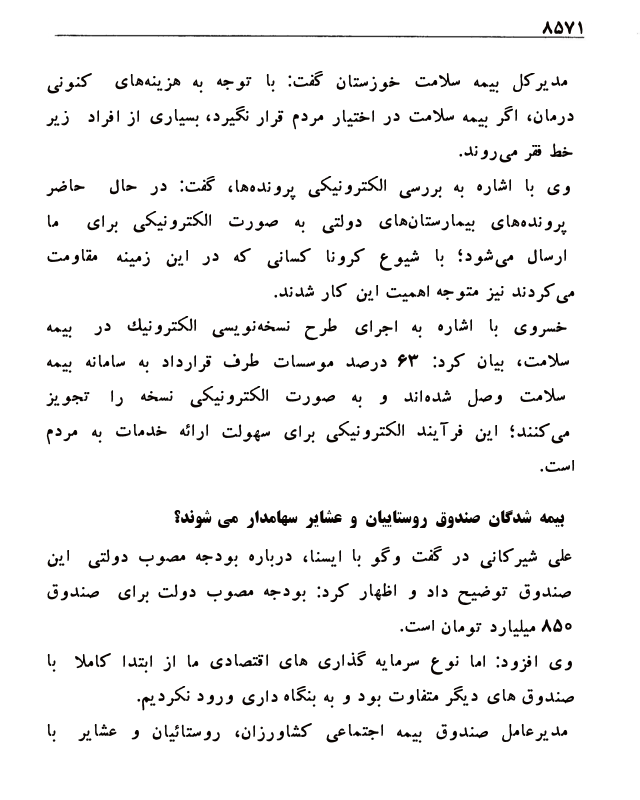 ۸۵۷۱
مدیرکل بیمه سلامت خوزستان گفت: با توجه به هزینه‌های کنونی
درمان، اگر بیمه سلامت در اختیار مردم قرار نگیرد، بسیاری از افراد زیر
خط فقر می‌روند.
وی با اشاره به بررسی الکترونیکی پرونده‌ها، گفت: در حال حاضر
پرونده‌های بیمارستان‌های دولتی به صورت الکترونیکی برای ما
ارسال می‌شود؛ با شیوع کرونا کسانی که در این زمینه مقاومت
می‌کردند نیز متوجه اهمیت این کار شدند.
خسروی با اشاره به اجرای طرح نسخه‌نویسی الکترونیك در بیمه
سلامت، بیان کرد: ۶۳ درصد موسسات طرف قرارداد به سامانه بیمه
سلامت وصل شده‌اند و به صورت الکترونیکی نسخه را تجویز
می‌کنند؛ این فرآیند الکترونیکی برای سهولت ارائه خدمات به مردم
است.
بیمه شدگان صندوق روستاییان و عشایر سهامدار می شوند؟
علی شیرکانی در گفت وگو با ایسنا، درباره بودجه مصوب دولتی این
صندوق توضیح داد و اظهار کرد: بودجه مصوب دولت برای صندوق
۸۵۰ میلیارد تومان است.
وی افزود: اما نوع سرمایه گذاری های اقتصادی ما از ابتدا کاملا با
صندوق های دیگر متفاوت بود و به بنگاه داری ورود نکردیم.
مدیرعامل صندوق بیمه اجتماعی کشاورزان، روستائیان و عشایر با